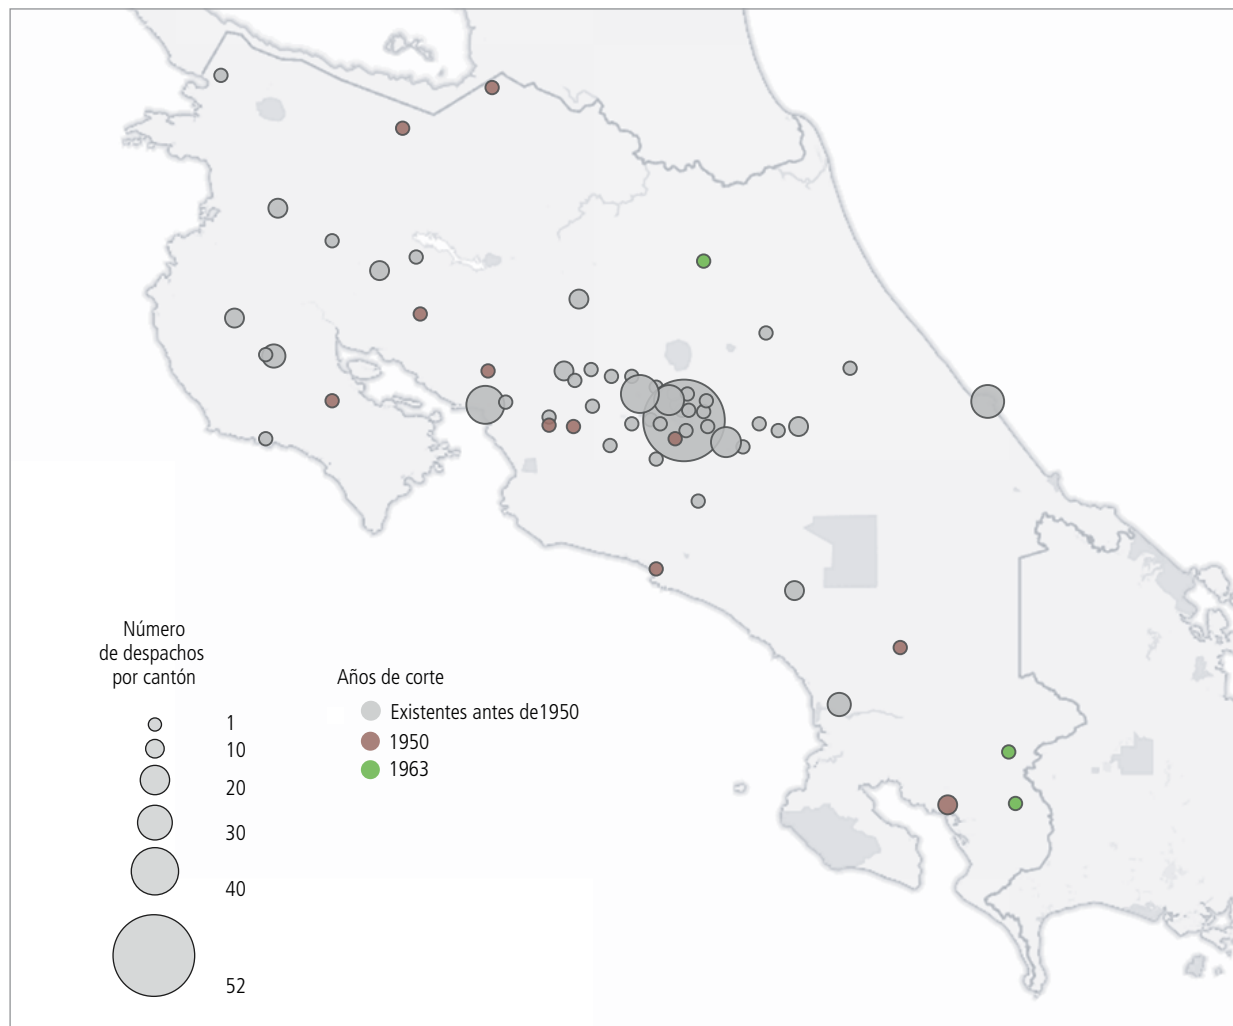 Número
de despachos
por cantón
1
10
20
30
40
52
Años de corte
Existentes antes de1950
1950
1963